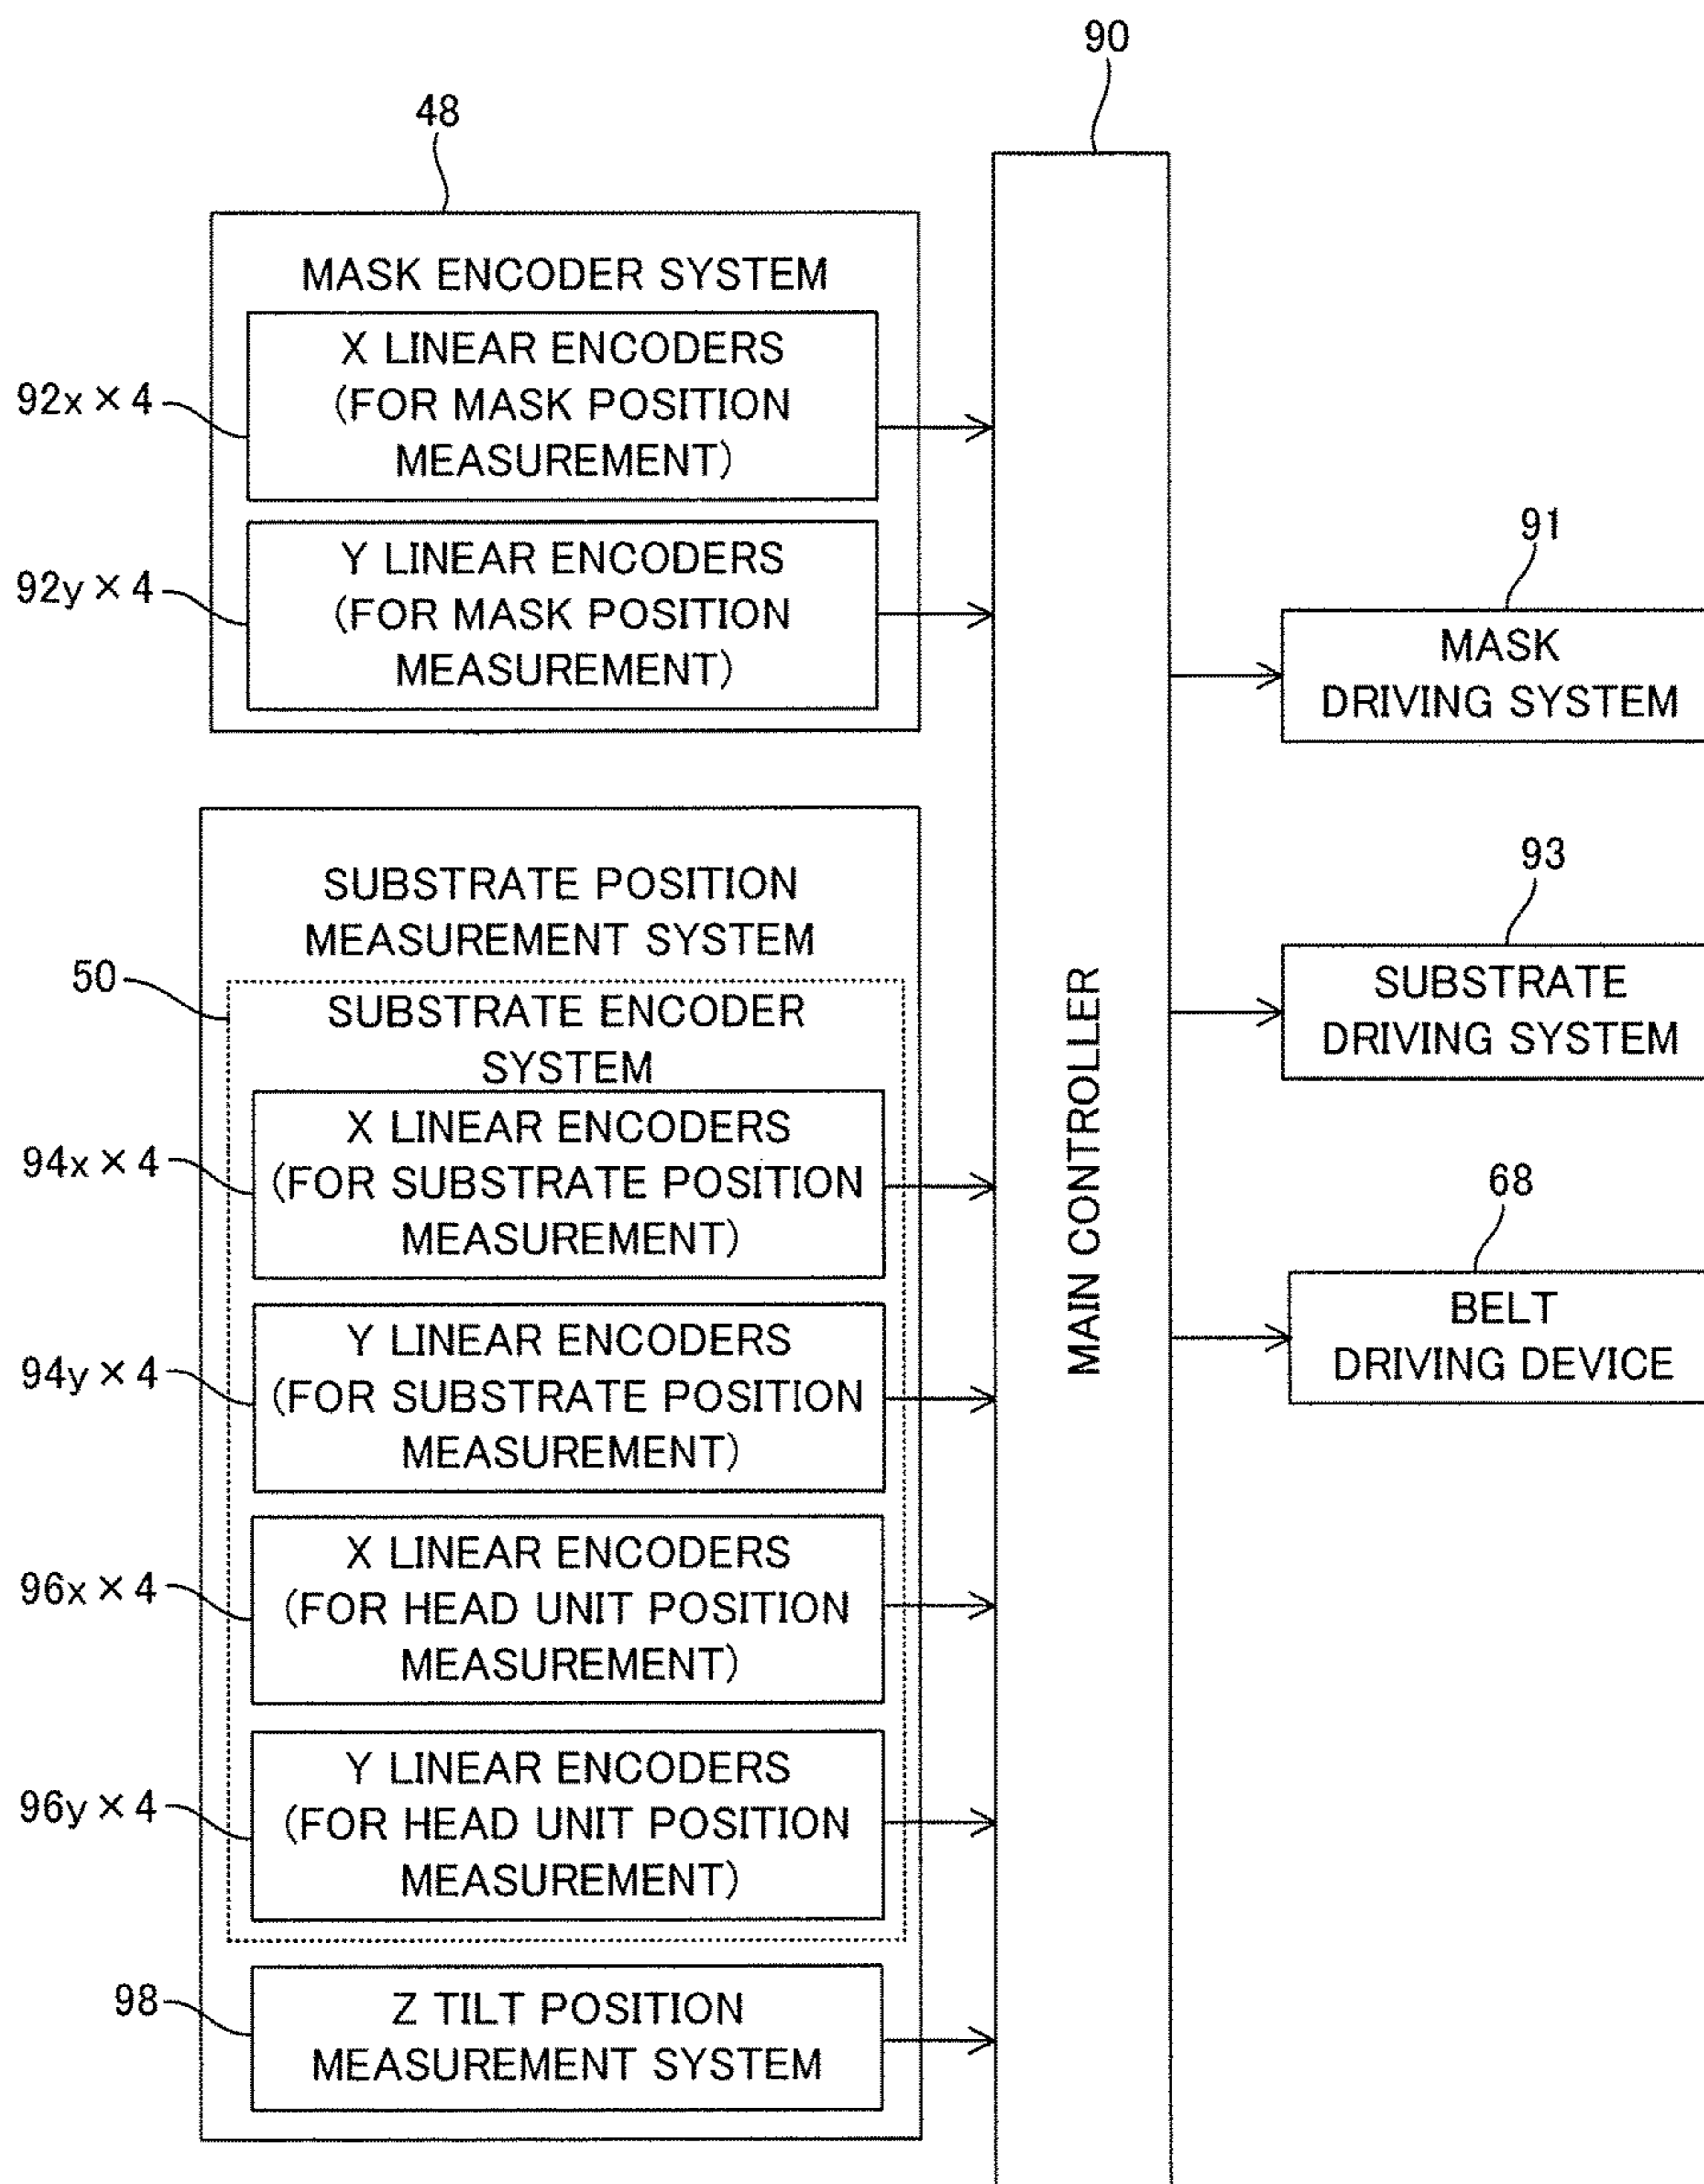 90
48
MASK ENCODER SYSTEM
92x×4
X LINEAR ENCODERS
(FOR MASK POSITION
MEASUREMENT)
92y×4
Y LINEAR ENCODERS
(FOR MASK POSITION
MEASUREMENT)
SUBSTRATE POSITION
MEASUREMENT SYSTEM
50
SUBSTRATE ENCODER
SYSTEM
94x×4
X LINEAR ENCODERS
(FOR SUBSTRATE POSITION
MEASUREMENT)
94y×4
Y LINEAR ENCODERS
(FOR SUBSTRATE POSITION
MEASUREMENT)
96x×4
X LINEAR ENCODERS
(FOR HEAD UNIT POSITION
MEASUREMENT)
96y×4
Y LINEAR ENCODERS
(FOR HEAD UNIT POSITION
MEASUREMENT)
98
Z TILT POSITION
MEASUREMENT SYSTEM
MAIN CONTROLLER
91
MASK
DRIVING SYSTEM
93
SUBSTRATE
DRIVING SYSTEM
68
BELT
DRIVING DEVICE